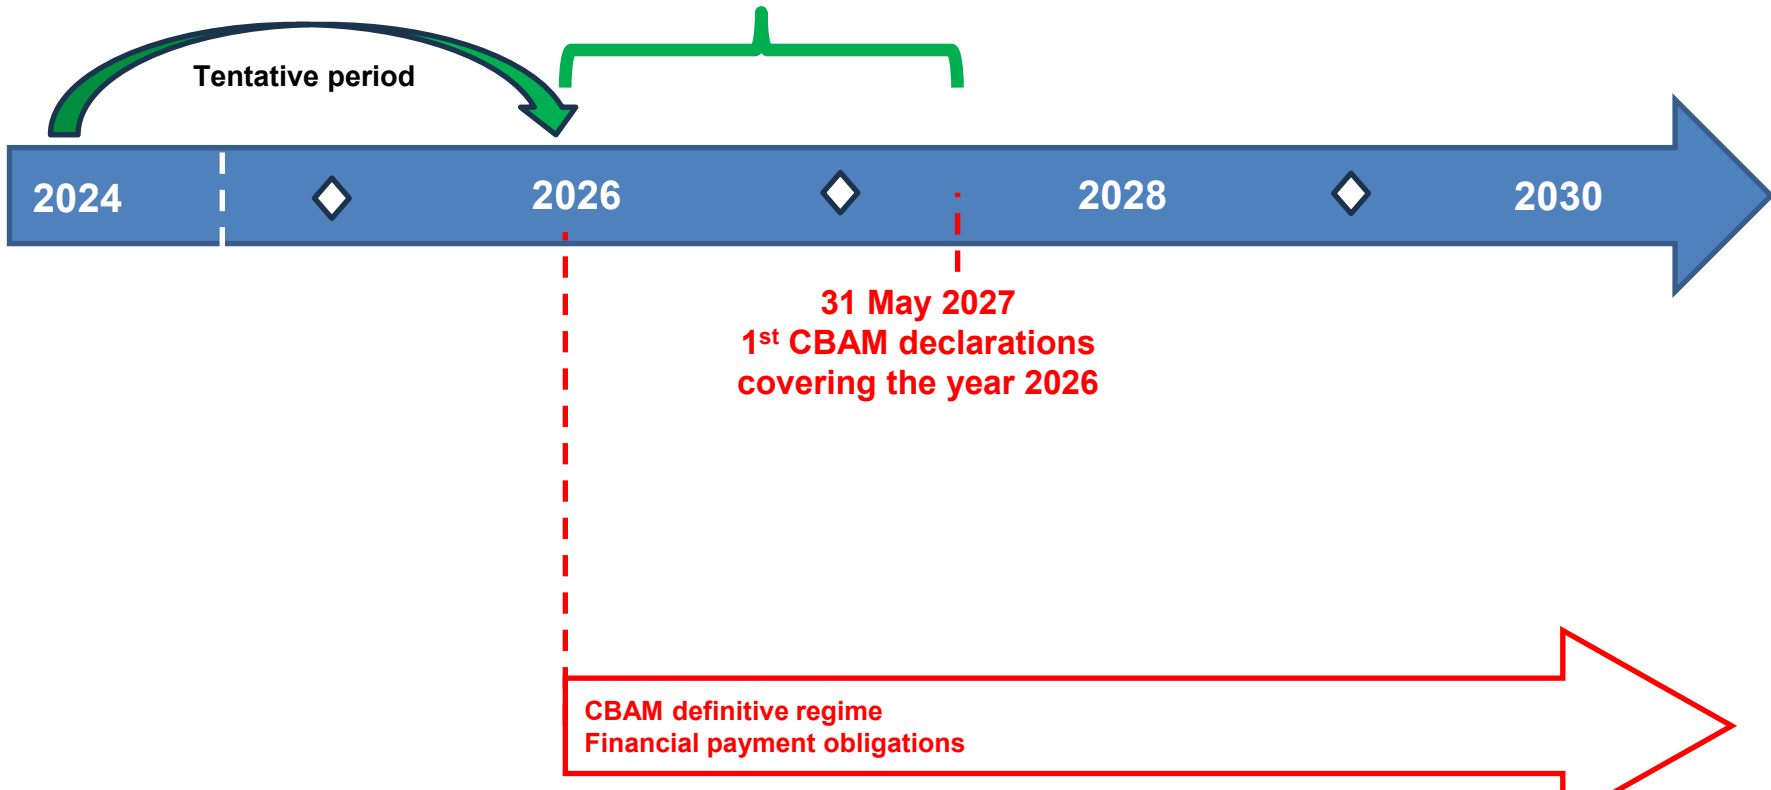 Tentative period
2024 2026 2028 2030
31 May 2027
1st CBAM declarations
covering the year 2026
CBAM definitive regime
Financial payment obligations